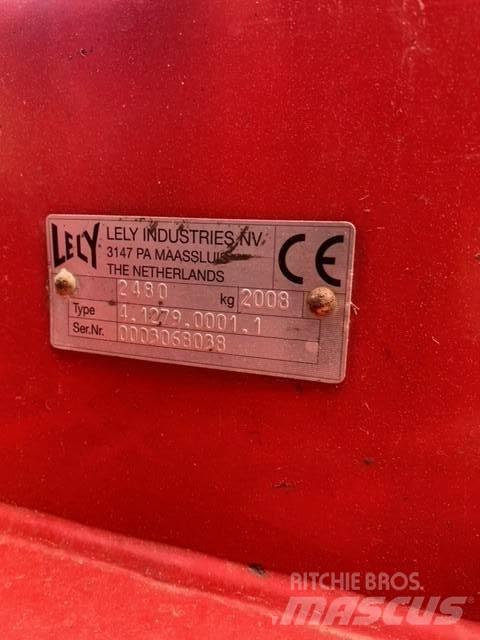 LELY
LELY INDUSTRIES NV
3147 PA MAASSLUIS
THE NETHERLANDS
CE
2480 kg 2008
Type 4.1279.0001.1
Ser.Nr. 0003068038
RITCHIE BROS.
MASCUS